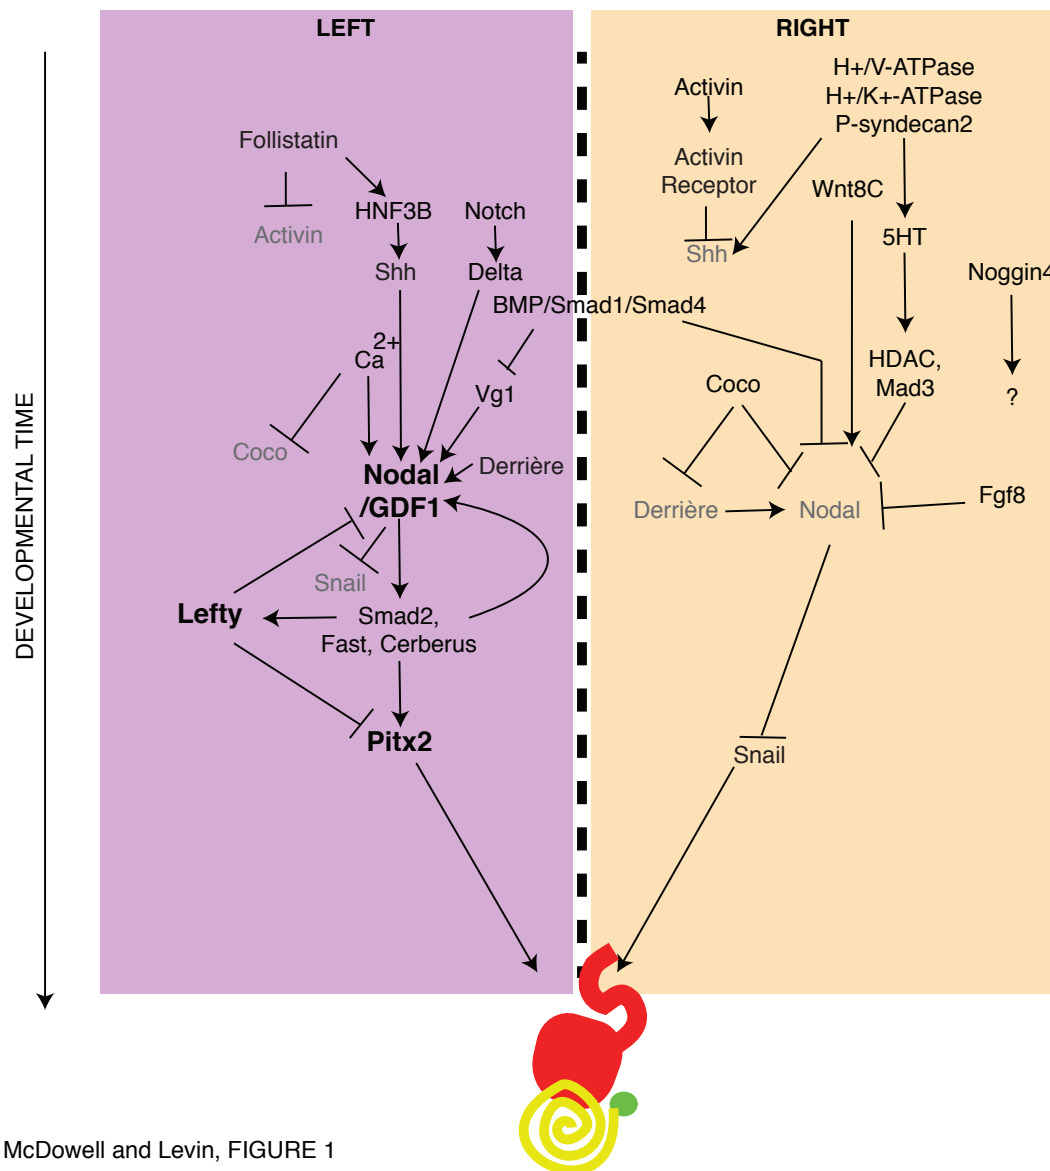 LEFT
RIGHT
DEVELOPMENTAL TIME
Follistatin
Activin
HNF3B
Notch
Shh
Delta
BMP/Smad1/Smad4
Ca2+
Vg1
Coco
Nodal
/GDF1
Derrière
Snail
Lefty
Smad2,
Fast, Cerberus
Pitx2
H+/V-ATPase
H+/K+-ATPase
P-syndecan2
Activin
Activin
Receptor
Wnt8C
Shh
5HT
Noggin4
HDAC,
Mad3
?
Coco
Derrière
Nodal
Fgf8
Snail
McDowell and Levin, FIGURE 1